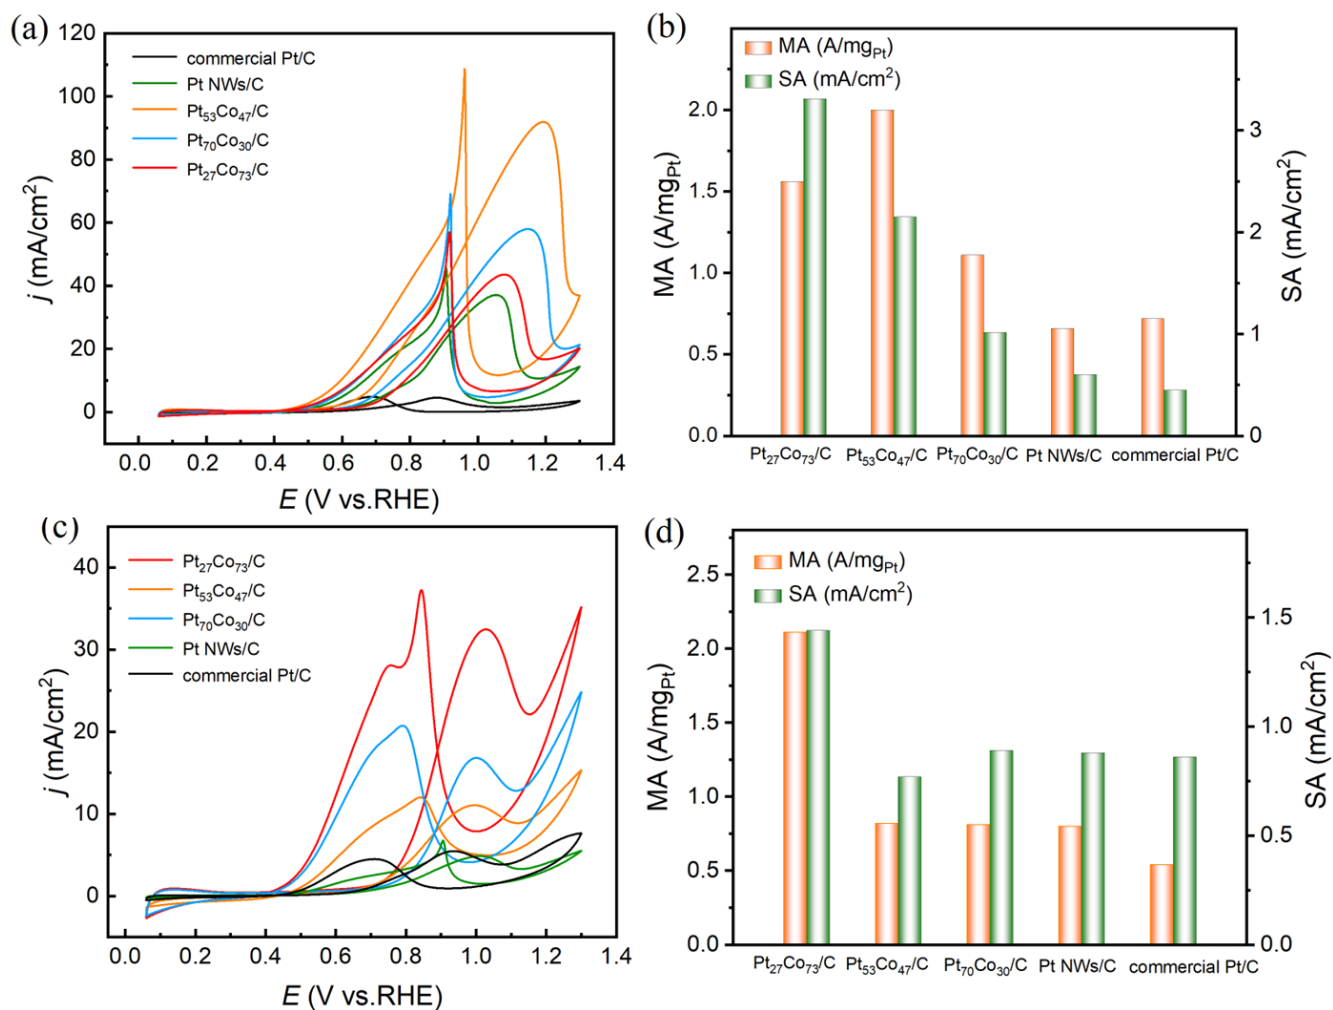 (a)
120
100
80
60
40
20
0
j (mA/cm²)
commercial Pt/C
Pt NWs/C
Pt₅₃Co₄₇/C
Pt₇₀Co₃₀/C
Pt₂₇Co₇₃/C
0.0 0.2 0.4 0.6 0.8 1.0 1.2 1.4
E (V vs.RHE)
(b)
MA (A/mgPt)
SA (mA/cm²)
2.0
1.5
1.0
0.5
0.0
MA (A/mgPt)
3
2
1
0
SA (mA/cm²)
Pt₂₇Co₇₃/C Pt₅₃Co₄₇/C Pt₇₀Co₃₀/C Pt NWs/C commercial Pt/C
(c)
40
30
20
10
0
j (mA/cm²)
Pt₂₇Co₇₃/C
Pt₅₃Co₄₇/C
Pt₇₀Co₃₀/C
Pt NWs/C
commercial Pt/C
0.0 0.2 0.4 0.6 0.8 1.0 1.2 1.4
E (V vs.RHE)
(d)
MA (A/mgPt)
SA (mA/cm²)
2.5
2.0
1.5
1.0
0.5
0.0
MA (A/mgPt)
1.5
1.0
0.5
0.0
SA (mA/cm²)
Pt₂₇Co₇₃/C Pt₅₃Co₄₇/C Pt₇₀Co₃₀/C Pt NWs/C commercial Pt/C